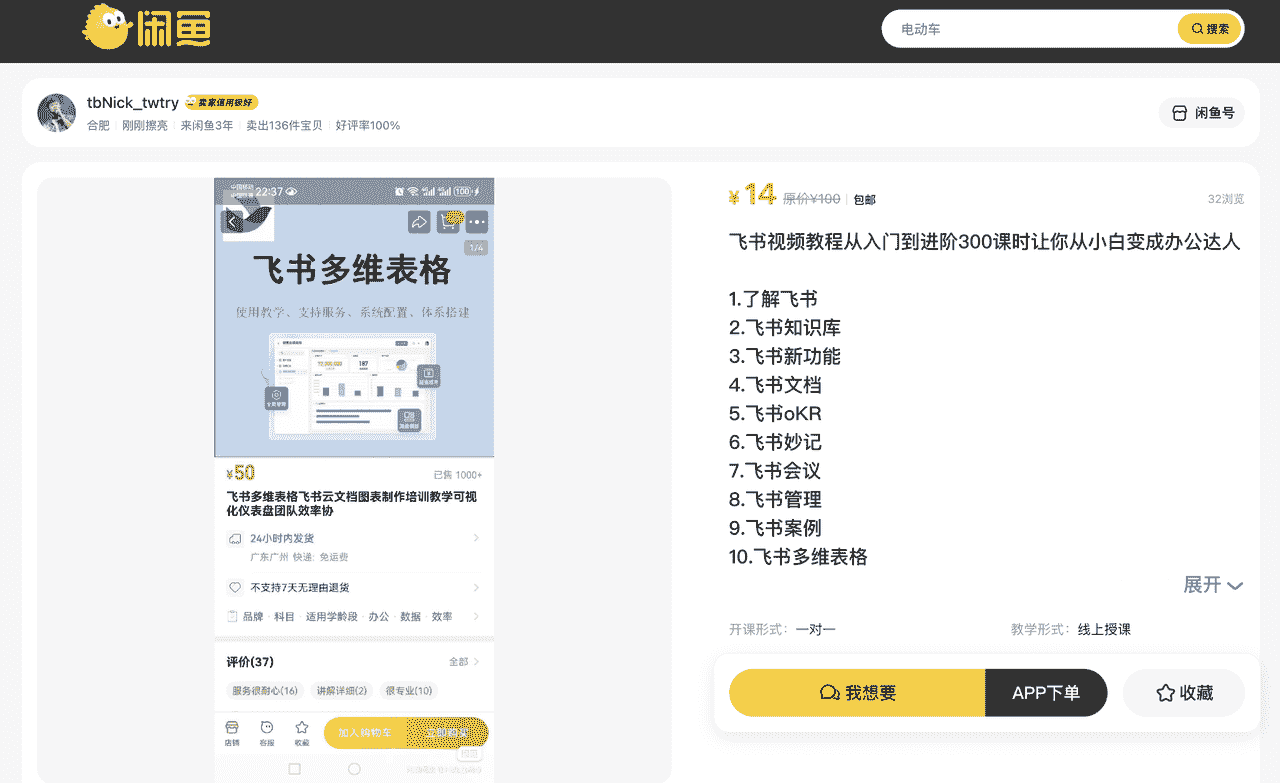 闲鱼
电动车
搜索
tbNick_twtry 卖家信用极好
合肥 刚刚擦亮 来闲鱼3年 卖出136件宝贝 好评率100%
闲鱼号
22:37
1/4
飞书多维表格
使用教学、支持服务、系统配置、体系搭建
¥50
已售 1000+
飞书多维表格飞书云文档图表制作培训教学可视
化仪表盘团队效率协
24小时内发货
广东广州 快递: 免运费
不支持7天无理由退货
品牌 · 科目 · 适用学龄段 · 办公 · 数据 · 效率
评价(37)
全部
服务很耐心(16) 讲解详细(2) 很专业(10)
店铺 客服 收藏
加入购物车 立即购买
¥14 原价¥100 包邮
32浏览
飞书视频教程从入门到进阶300课时让你从小白变成办公达人
1.了解飞书
2.飞书知识库
3.飞书新功能
4.飞书文档
5.飞书oKR
6.飞书妙记
7.飞书会议
8.飞书管理
9.飞书案例
10.飞书多维表格
展开
开课形式： 一对一
教学形式： 线上授课
我想要
APP下单
收藏